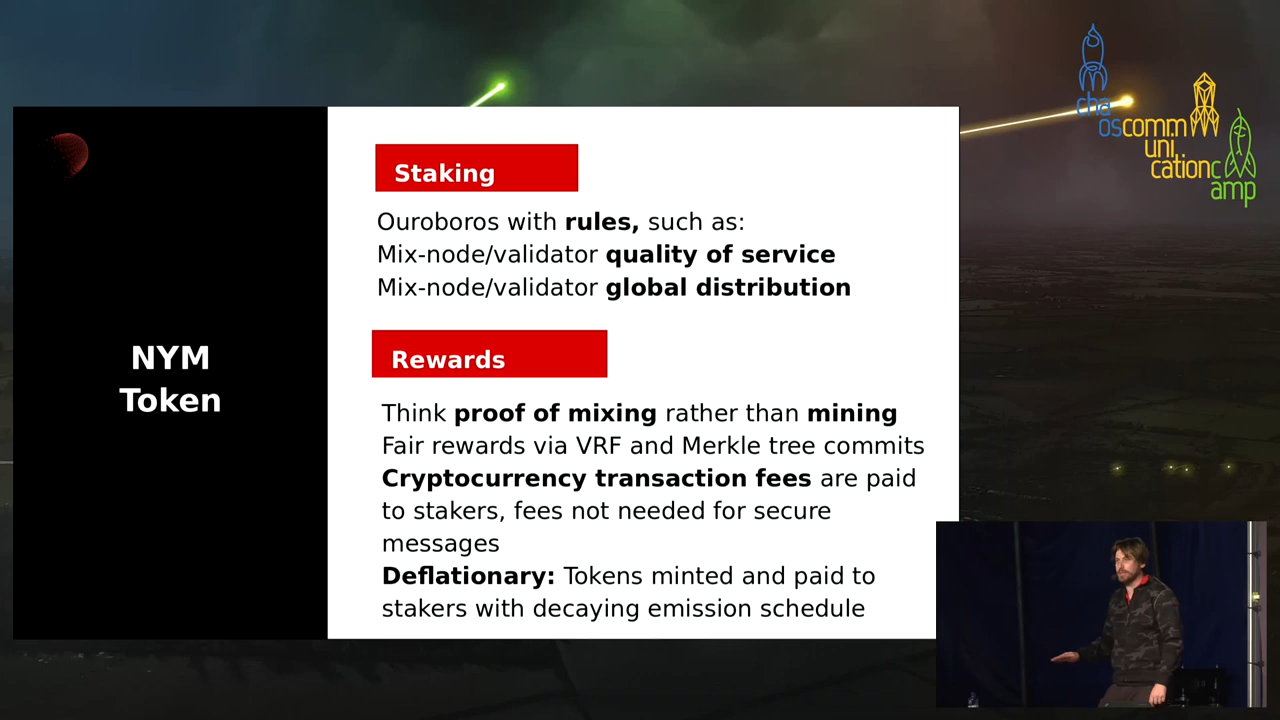 cha
oscomm
uni
cationc
amp
NYM
Token
Staking
Ouroboros with rules, such as:
Mix-node/validator quality of service
Mix-node/validator global distribution
Rewards
Think proof of mixing rather than mining
Fair rewards via VRF and Merkle tree commits
Cryptocurrency transaction fees are paid
to stakers, fees not needed for secure
messages
Deflationary: Tokens minted and paid to
stakers with decaying emission schedule